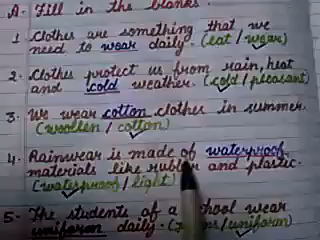 A. Fill in the blanks.
1. Clothes are something that we
need to wear daily. (eat / wear)
2. Clothes protect us from rain, heat
and cold weather. (cold / pleasant)
3. We wear cotton clothes in summer.
(woollen / cotton)
4. Rainwear is made of waterproof
materials like rubber and plastic.
(waterproof / light)
5. The students of a school wear
uniform daily. (/ uniform)